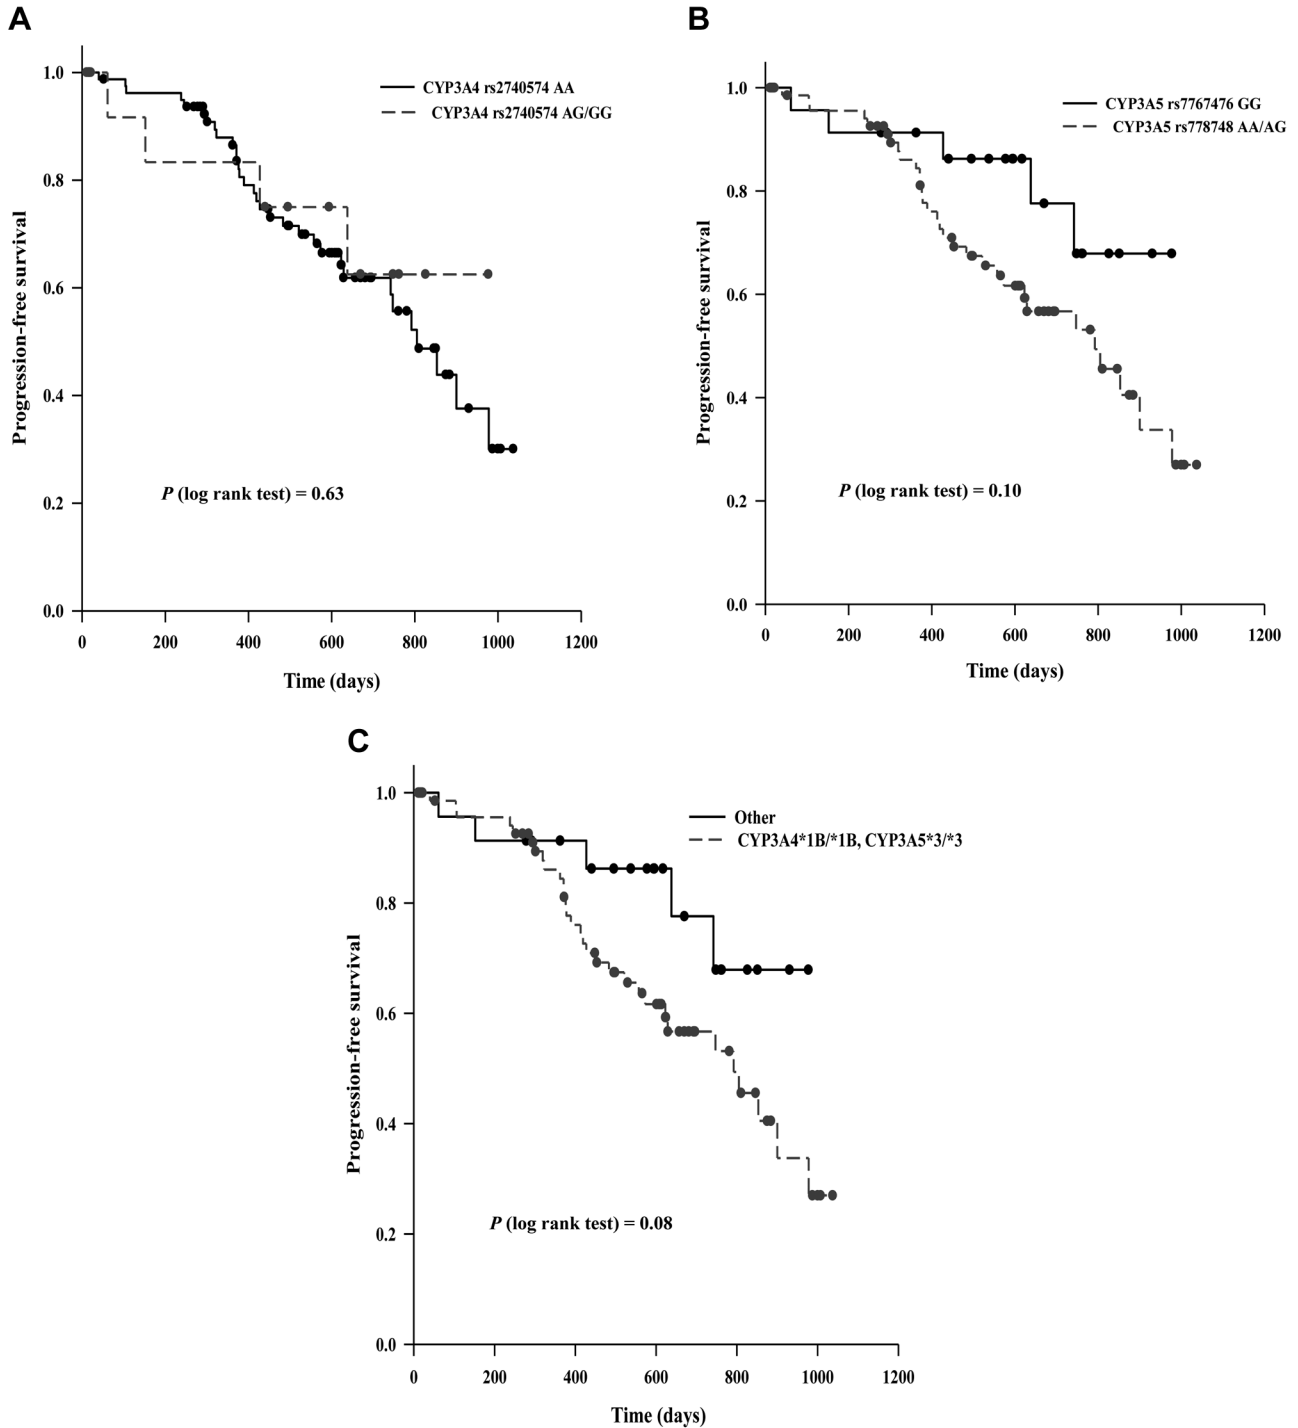 A
1.0
0.8
0.6
0.4
0.2
0.0
Progression-free survival
CYP3A4 rs2740574 AA
CYP3A4 rs2740574 AG/GG
P (log rank test) = 0.63
0 200 400 600 800 1000 1200
Time (days)
B
1.0
0.8
0.6
0.4
0.2
0.0
Progression-free survival
CYP3A5 rs7767476 GG
CYP3A5 rs778748 AA/AG
P (log rank test) = 0.10
0 200 400 600 800 1000 1200
Time (days)
C
1.0
0.8
0.6
0.4
0.2
0.0
Progression-free survival
Other
CYP3A4*1B/*1B, CYP3A5*3/*3
P (log rank test) = 0.08
0 200 400 600 800 1000 1200
Time (days)